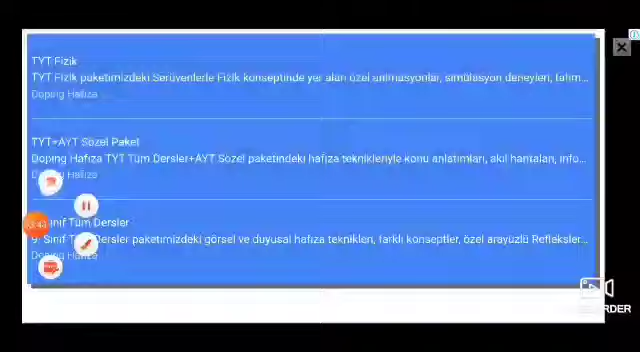 TYT Fizik
TYT Fizik paketimizdeki Serüvenlerle Fizik konseptinde yer alan özel animasyonlar, simülasyon deneyleri, tahm...
Doping Hafıza
TYT+AYT Sözel Paket
Doping Hafıza TYT Tüm Dersler+AYT Sözel paketindeki hafıza teknikleriyle konu anlatımları, akıl haritaları, info...
Doping Hafıza
Sınıf Tüm Dersler
9. Sınıf Tüm Dersler paketimizdeki görsel ve duyusal hafıza teknikleri, farklı konseptler, özel arayüzlü Refleksler...
Doping Hafıza